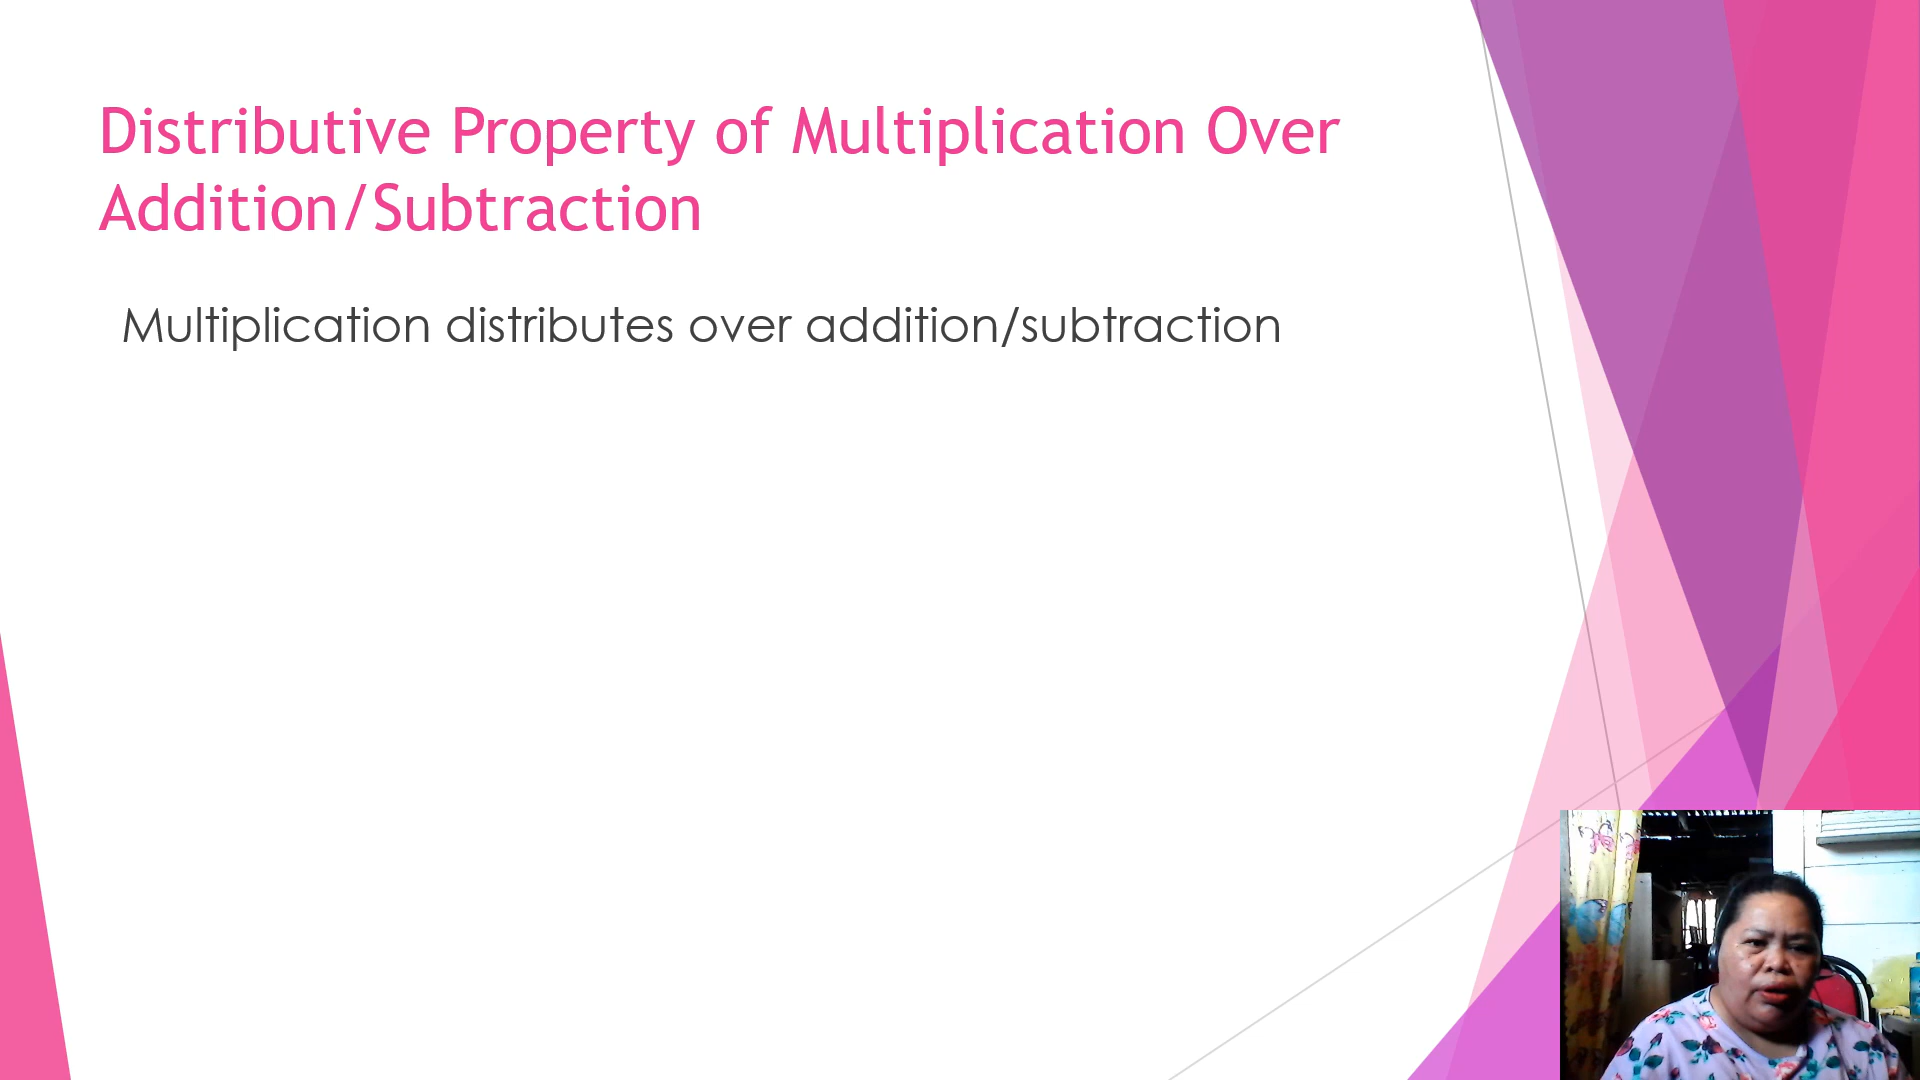 Distributive Property of Multiplication Over
Addition/Subtraction
Multiplication distributes over addition/subtraction